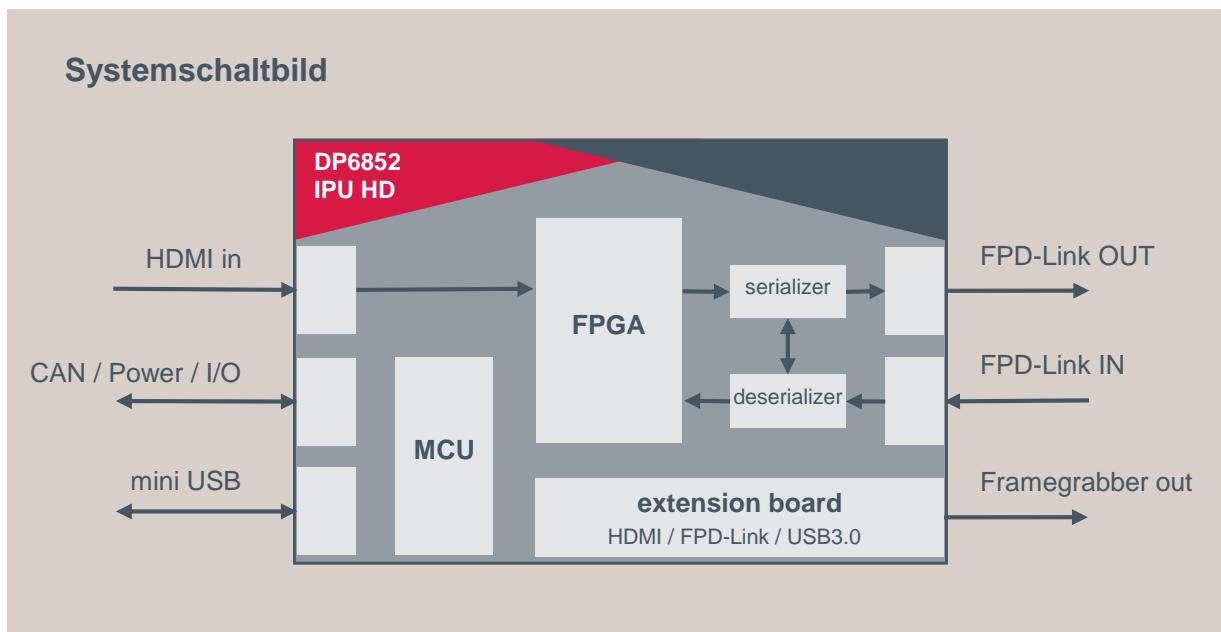 Systemschaltbild
DP6852
IPU HD
HDMI in
FPD-Link OUT
serializer
FPGA
CAN / Power / I/O
FPD-Link IN
deserializer
MCU
mini USB
Framegrabber out
extension board
HDMI / FPD-Link / USB3.0